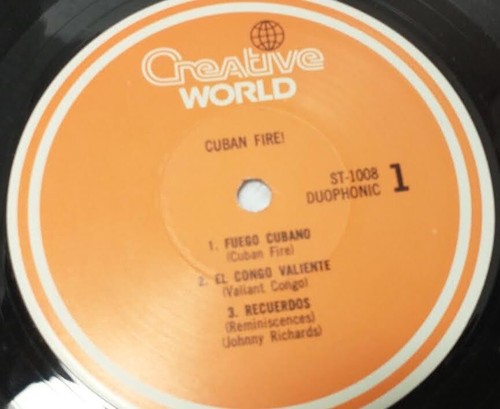 Creative
WORLD
CUBAN FIRE!
ST-1008
DUOPHONIC 1
1. FUEGO CUBANO
(Cuban Fire)
2. EL CONGO VALIENTE
(Valiant Congo)
3. RECUERDOS
(Reminiscences)
(Johnny Richards)